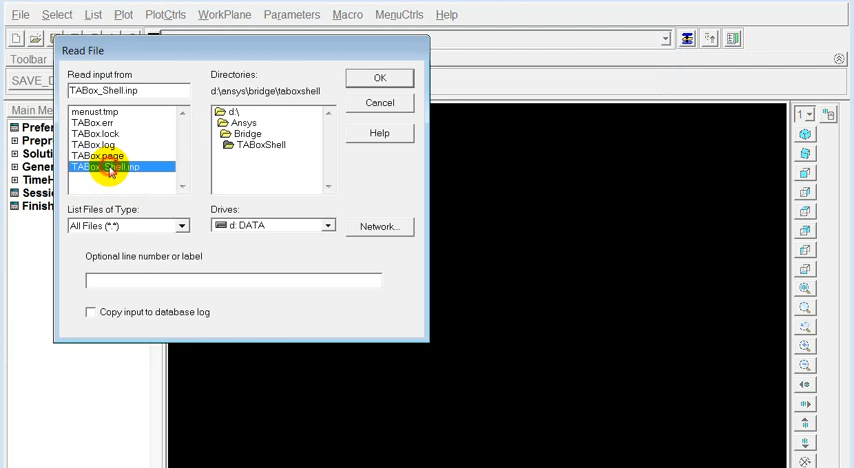 File Select List Plot PlotCtrls WorkPlane Parameters Macro MenuCtrls Help
Read File
Toolbar
Read input from
Directories:
OK
SAVE_D
TABox_Shell.inp
d:\ansys\bridge\taboxshell
Cancel
Main Me
menust.tmp
TABox.err
TABox.lock
TABox.log
TABox.page
TABox_Shell.inp
d:\
Ansys
Bridge
TABoxShell
Help
1
Prefer
Prepr
Soluti
Gener
TimeH
Sessi
Finish
List Files of Type:
Drives:
All Files (*.*)
d: DATA
Network...
Optional line number or label
Copy input to database log